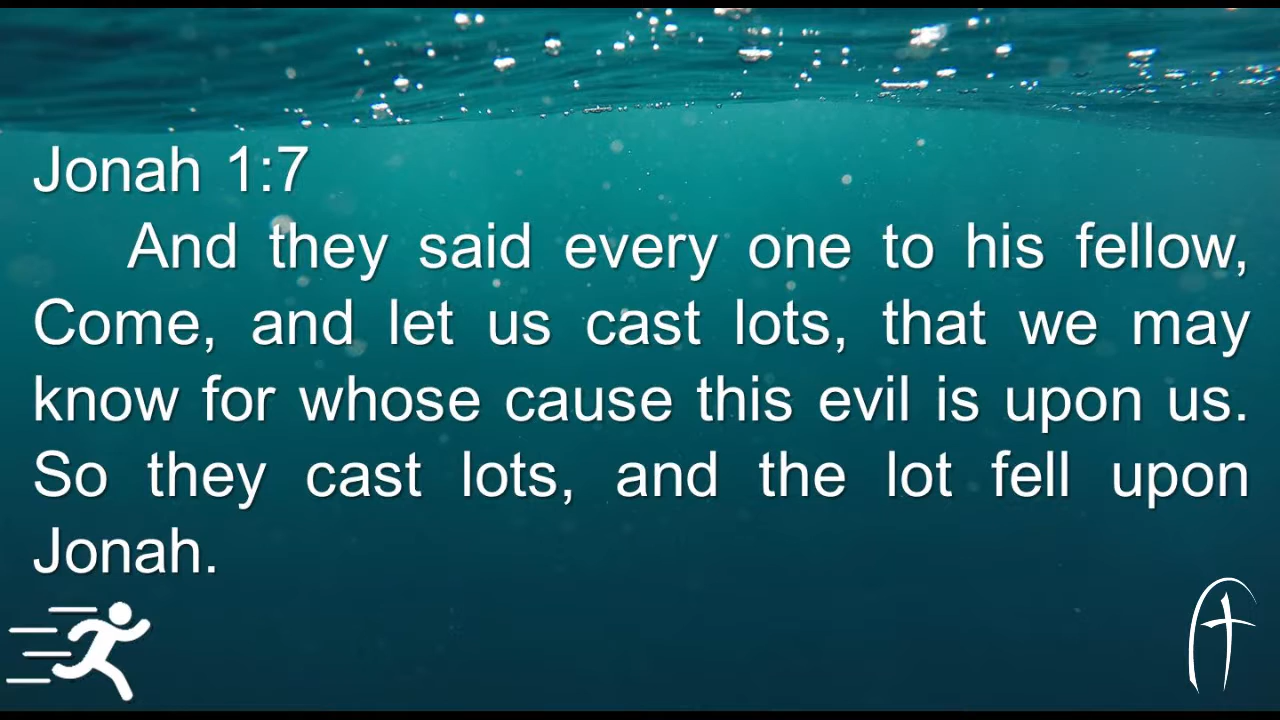 Jonah 1:7
And they said every one to his fellow,
Come, and let us cast lots, that we may
know for whose cause this evil is upon us.
So they cast lots, and the lot fell upon
Jonah.